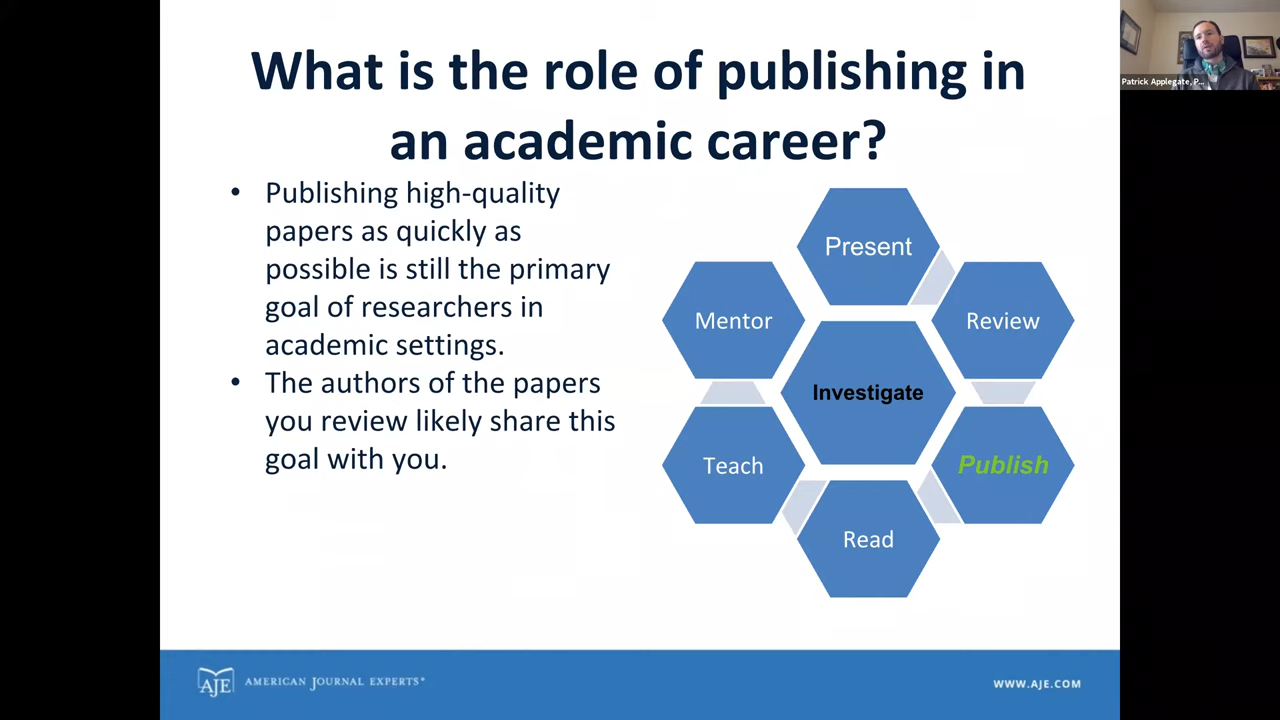 What is the role of publishing in
an academic career?
• Publishing high-quality
papers as quickly as
possible is still the primary
goal of researchers in
academic settings.
• The authors of the papers
you review likely share this
goal with you.
Present
Mentor
Review
Investigate
Teach
Publish
Read
AJE
AMERICAN JOURNAL EXPERTS®
WWW.AJE.COM
Patrick Applegate, P...